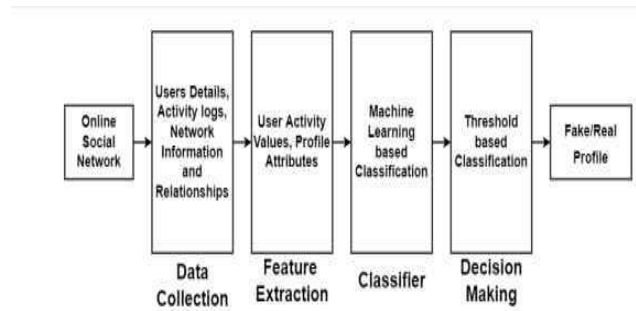 Online
Social
Network
Users Details,
Activity logs,
Network
Information
and
Relationships
User Activity
Values, Profile
Attributes
Machine
Learning
based
Classification
Threshold
based
Classification
Fake/Real
Profile
Data
Collection
Feature
Extraction
Classifier
Decision
Making